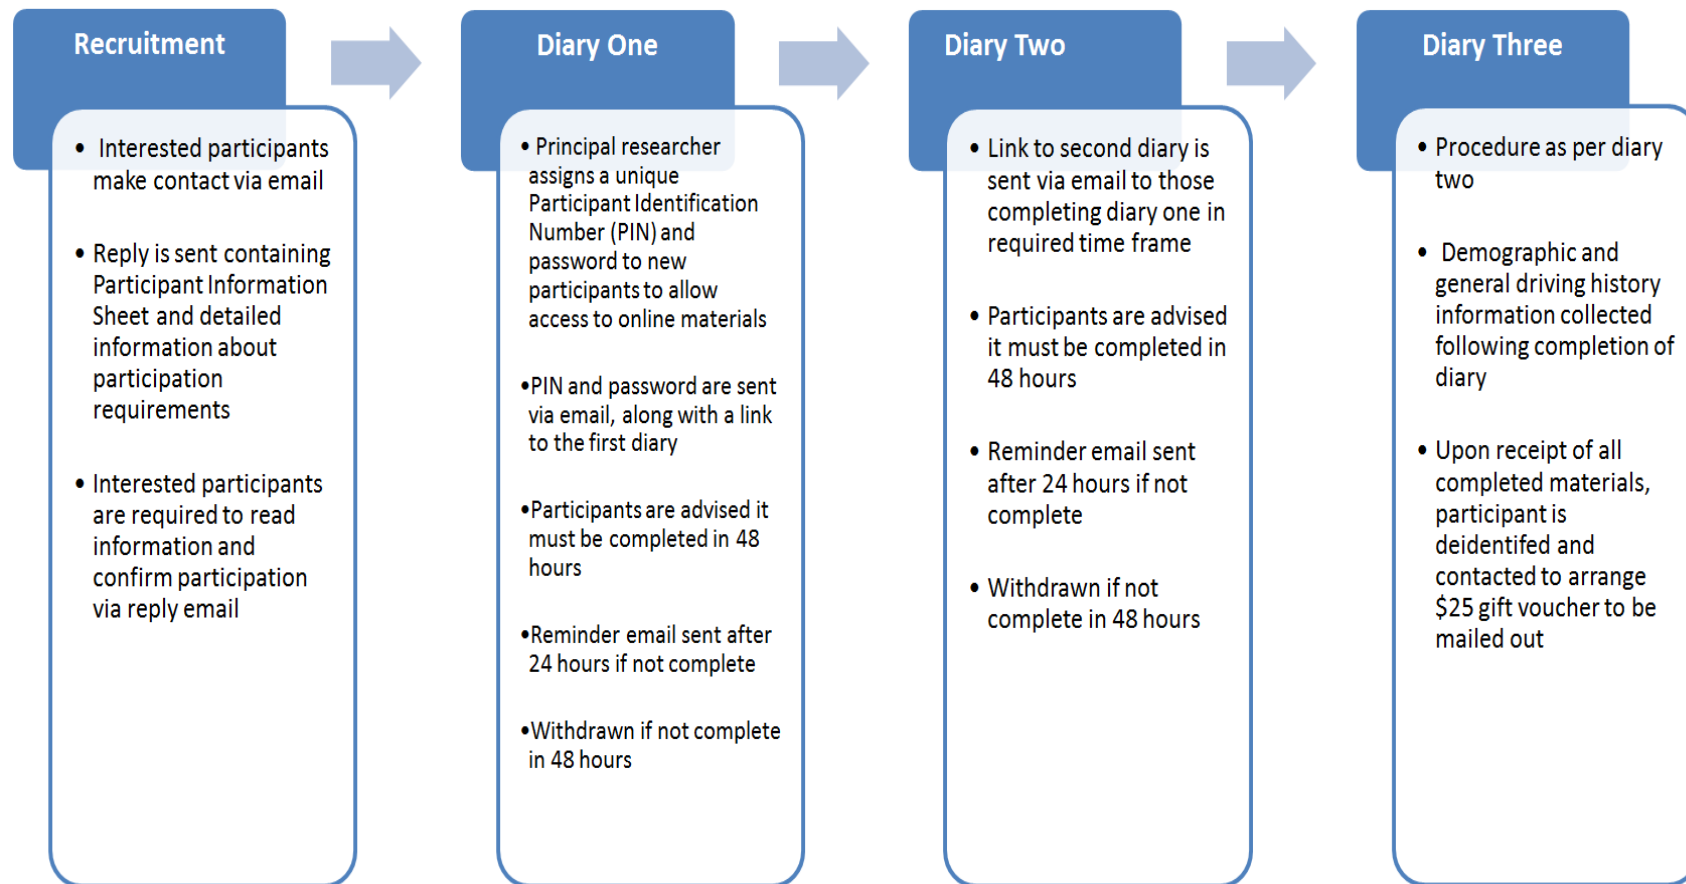 Recruitment
• Interested participants
make contact via email
• Reply is sent containing
Participant Information
Sheet and detailed
information about
participation
requirements
• Interested participants
are required to read
information and
confirm participation
via reply email
Diary One
• Principal researcher
assigns a unique
Participant Identification
Number (PIN) and
password to new
participants to allow
access to online materials
•PIN and password are sent
via email, along with a link
to the first diary
•Participants are advised it
must be completed in 48
hours
•Reminder email sent after
24 hours if not complete
•Withdrawn if not complete
in 48 hours
Diary Two
• Link to second diary is
sent via email to those
completing diary one in
required time frame
• Participants are advised
it must be completed in
48 hours
• Reminder email sent
after 24 hours if not
complete
• Withdrawn if not
complete in 48 hours
Diary Three
• Procedure as per diary
two
• Demographic and
general driving history
information collected
following completion of
diary
• Upon receipt of all
completed materials,
participant is
deidentifed and
contacted to arrange
$25 gift voucher to be
mailed out